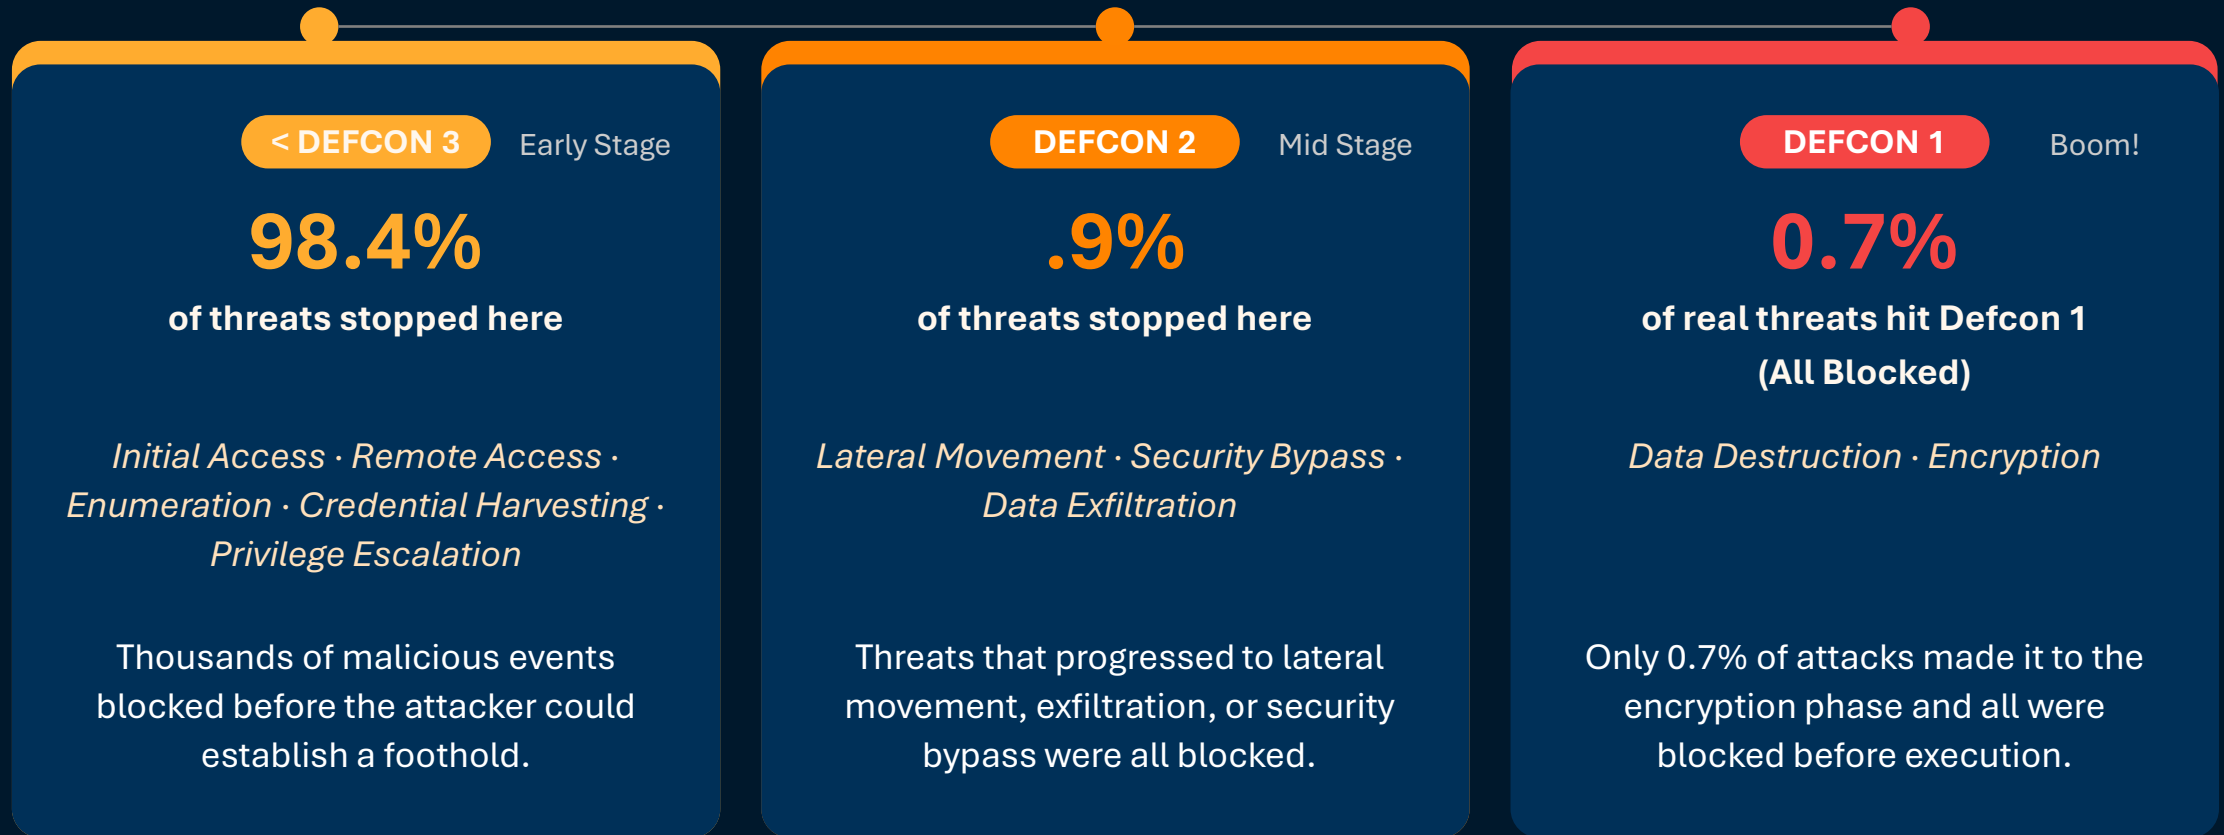 < DEFCON 3
Early Stage
98.4%
of threats stopped here
Initial Access · Remote Access ·
Enumeration · Credential Harvesting ·
Privilege Escalation
Thousands of malicious events
blocked before the attacker could
establish a foothold.
DEFCON 2
Mid Stage
.9%
of threats stopped here
Lateral Movement · Security Bypass ·
Data Exfiltration
Threats that progressed to lateral
movement, exfiltration, or security
bypass were all blocked.
DEFCON 1
Boom!
0.7%
of real threats hit Defcon 1
(All Blocked)
Data Destruction · Encryption
Only 0.7% of attacks made it to the
encryption phase and all were
blocked before execution.